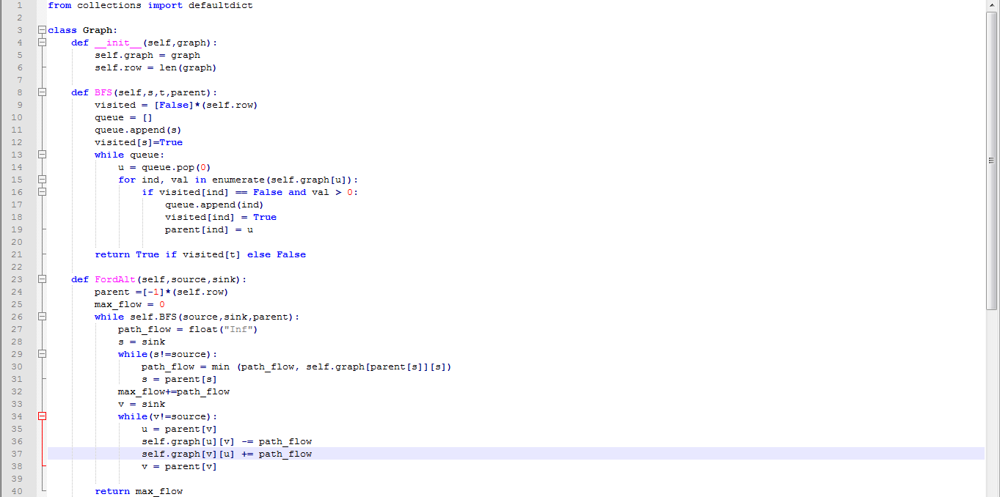 1 from collections import defaultdict
2
3 class Graph:
4     def __init__(self,graph):
5         self.graph = graph
6         self.row = len(graph)
7
8     def BFS(self,s,t,parent):
9         visited = [False]*(self.row)
10         queue = []
11         queue.append(s)
12         visited[s]=True
13         while queue:
14             u = queue.pop(0)
15             for ind, val in enumerate(self.graph[u]):
16                 if visited[ind] == False and val > 0:
17                     queue.append(ind)
18                     visited[ind] = True
19                     parent[ind] = u
20
21         return True if visited[t] else False
22
23     def FordAlt(self,source,sink):
24         parent =[-1]*(self.row)
25         max_flow = 0
26         while self.BFS(source,sink,parent):
27             path_flow = float("Inf")
28             s = sink
29             while(s!=source):
30                 path_flow = min (path_flow, self.graph[parent[s]][s])
31                 s = parent[s]
32             max_flow+=path_flow
33             v = sink
34             while(v!=source):
35                 u = parent[v]
36                 self.graph[u][v] -= path_flow
37                 self.graph[v][u] += path_flow
38                 v = parent[v]
39
40         return max_flow